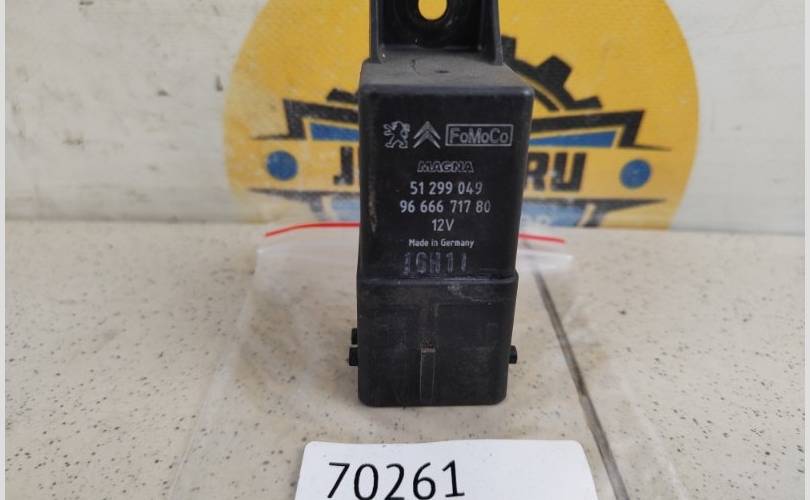 FoMoCo
MAGNA
51 299 049
96 666 717 80
12V
Made in Germany
70261